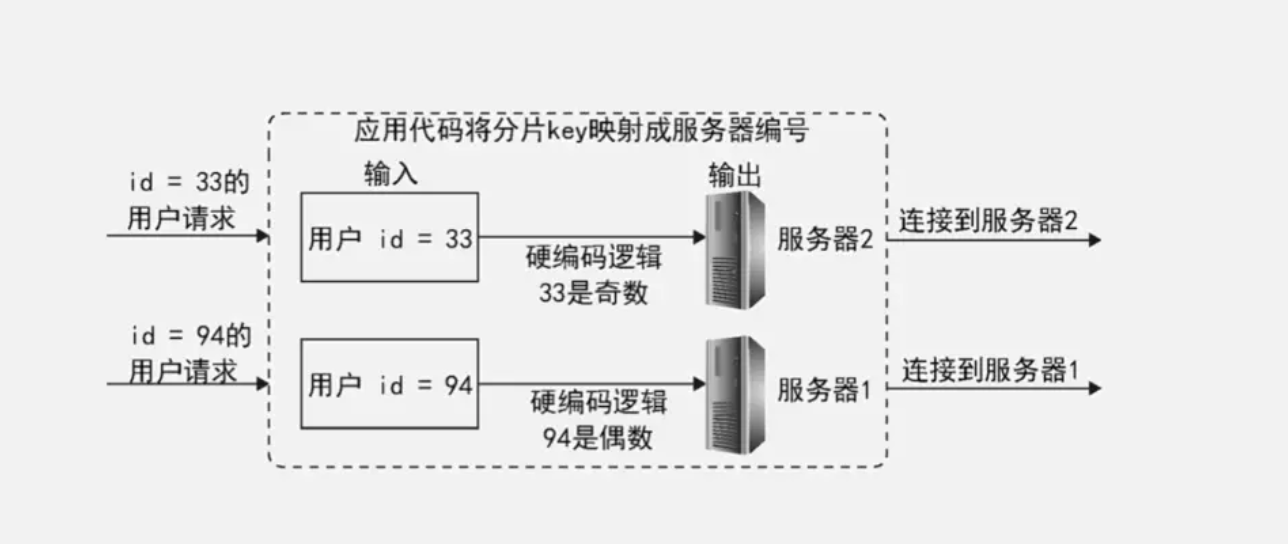 应用代码将分片key映射成服务器编号
输入
输出
id = 33的
用户请求
用户 id = 33
硬编码逻辑
33是奇数
服务器2
连接到服务器2
id = 94的
用户请求
用户 id = 94
硬编码逻辑
94是偶数
服务器1
连接到服务器1